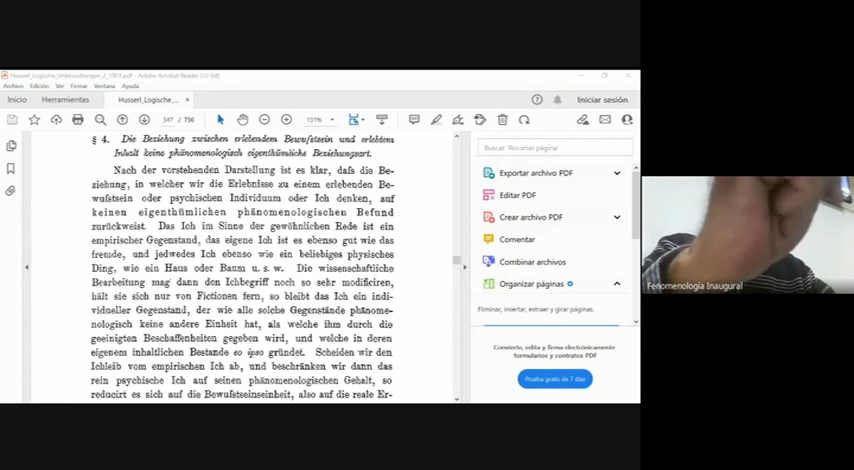 Husserl_Logische_Untersuchungen_2_1901.pdf - Adobe Acrobat Reader (32-bit)
Archivo Edición Ver Firmar Ventana Ayuda
Inicio Herramientas Husserl_Logische_... ×
Iniciar sesión
347 / 736 131%
§ 4. Die Beziehung zwischen erlebendem Bewufstsein und erlebtem
Inhalt keine phänomenologisch eigenthümliche Beziehungsart.
Nach der vorstehenden Darstellung ist es klar, dafs die Be-
ziehung, in welcher wir die Erlebnisse zu einem erlebenden Be-
wufstsein oder psychischen Individuum oder Ich denken, auf
keinen eigenthümlichen phänomenologischen Befund
zurückweist. Das Ich im Sinne der gewöhnlichen Rede ist ein
empirischer Gegenstand, das eigene Ich ist es ebenso gut wie das
fremde, und jedwedes Ich ebenso wie ein beliebiges physisches
Ding, wie ein Haus oder Baum u. s. w. Die wissenschaftliche
Bearbeitung mag dann den Ichbegriff noch so sehr modificiren,
hält sie sich nur von Fictionen fern, so bleibt das Ich ein indi-
vidueller Gegenstand, der wie alle solche Gegenstände phänome-
nologisch keine andere Einheit hat, als welche ihm durch die
geeinigten Beschaffenheiten gegeben wird, und welche in deren
eigenem inhaltlichen Bestande eo ipso gründet. Scheiden wir den
Ichleib vom empirischen Ich ab, und beschränken wir dann das
rein psychische Ich auf seinen phänomenologischen Gehalt, so
reducirt es sich auf die Bewufstseinseinheit, also auf die reale Er-
Buscar 'Recortar página'
Exportar archivo PDF
Editar PDF
Crear archivo PDF
Comentar
Combinar archivos
Organizar páginas
Eliminar, insertar, extraer y girar páginas.
Convierte, edita y firma electrónicamente
formularios y contratos PDF
Prueba gratis de 7 días
Fenomenología Inaugural